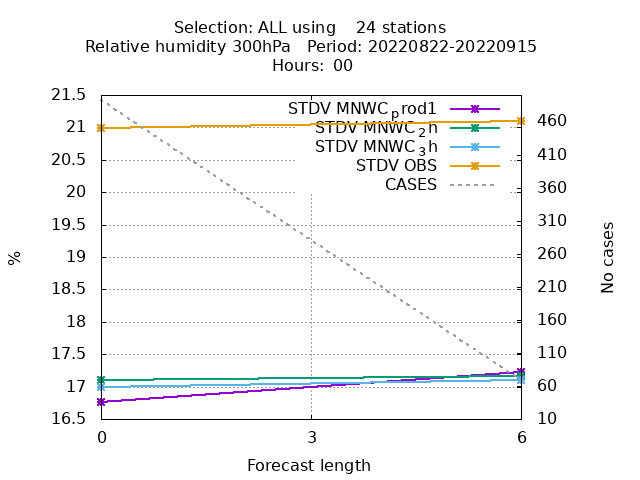 Selection: ALL using    24 stations
Relative humidity 300hPa   Period: 20220822-20220915
Hours:  00
STDV MNWC_prod1
STDV MNWC_2h
STDV MNWC_3h
STDV OBS
CASES
21.5
21
20.5
20
19.5
19
18.5
18
17.5
17
16.5
%
460
410
360
310
260
210
160
110
60
10
No cases
0 3 6
Forecast length